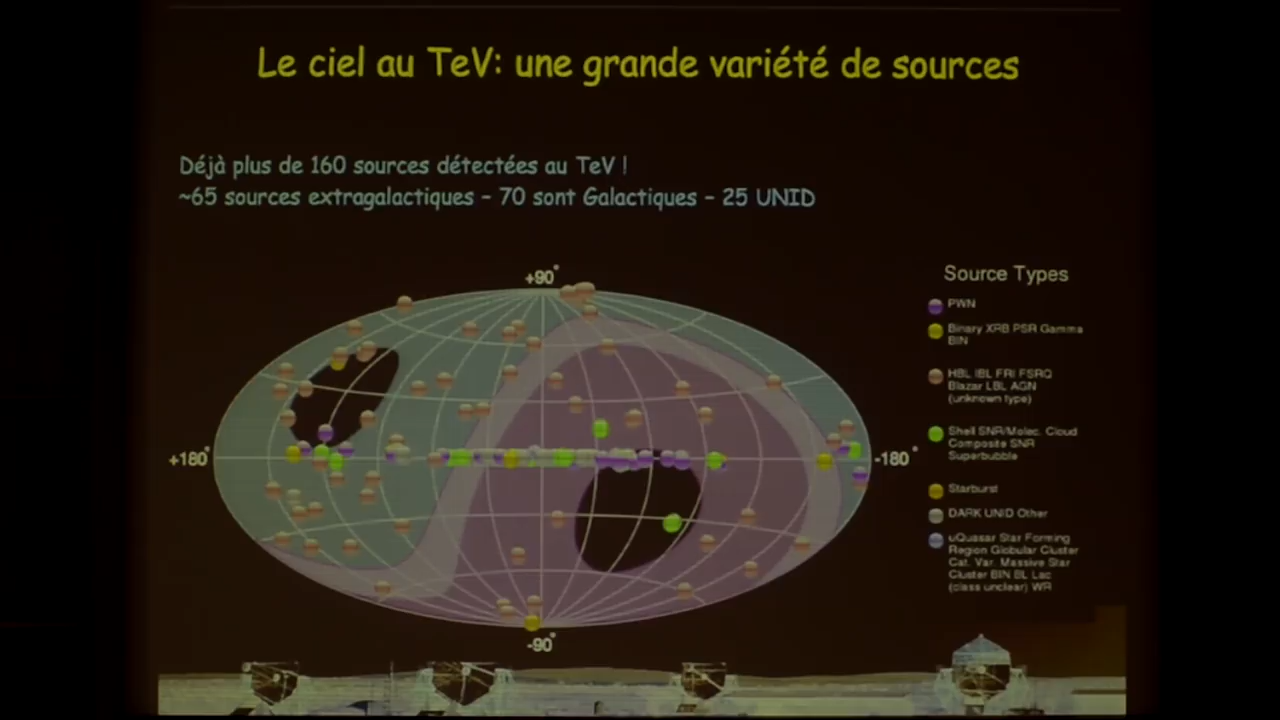 Le ciel au TeV: une grande variété de sources
Déjà plus de 160 sources détectées au TeV !
~65 sources extragalactiques – 70 sont Galactiques – 25 UNID
+90°
+180°
-180°
-90°
Source Types
PWN
Binary XRB PSR Gamma
BIN
HBL IBL FRI FSRQ
Blazar LBL AGN
(unknown type)
Shell SNR/Molec. Cloud
Composite SNR
Superbubble
Starburst
DARK UNID Other
uQuasar Star Forming
Region Globular Cluster
Cat. Var. Massive Star
Cluster BIN BL Lac
(class unclear) WR